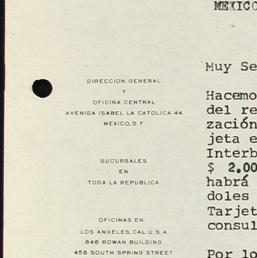 MEXICO
Muy Se
DIRECCION GENERAL
Y
OFICINA CENTRAL
AVENIDA ISABEL LA CATOLICA 44
MEXICO, D. F.
SUCURSALES
EN
TODA LA REPUBLICA
OFICINAS EN:
LOS ANGELES, CAL. U. S. A.
846 ROWAN BUILDING
458 SOUTH SPRING STREET
Hacemo
del re
zación
jeta e
Interb
$ 2.00
habrá
doles
Tarjet
consul
Por lo